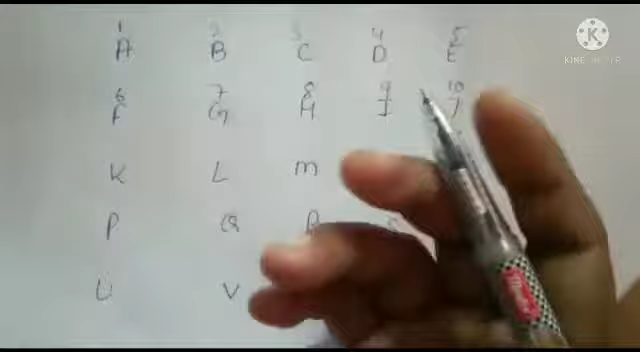 1 2 3 4 5
A B C D E
6 7 8 9 10
F G H I J
K L M
P Q R S
U V
K
KINEMASTER